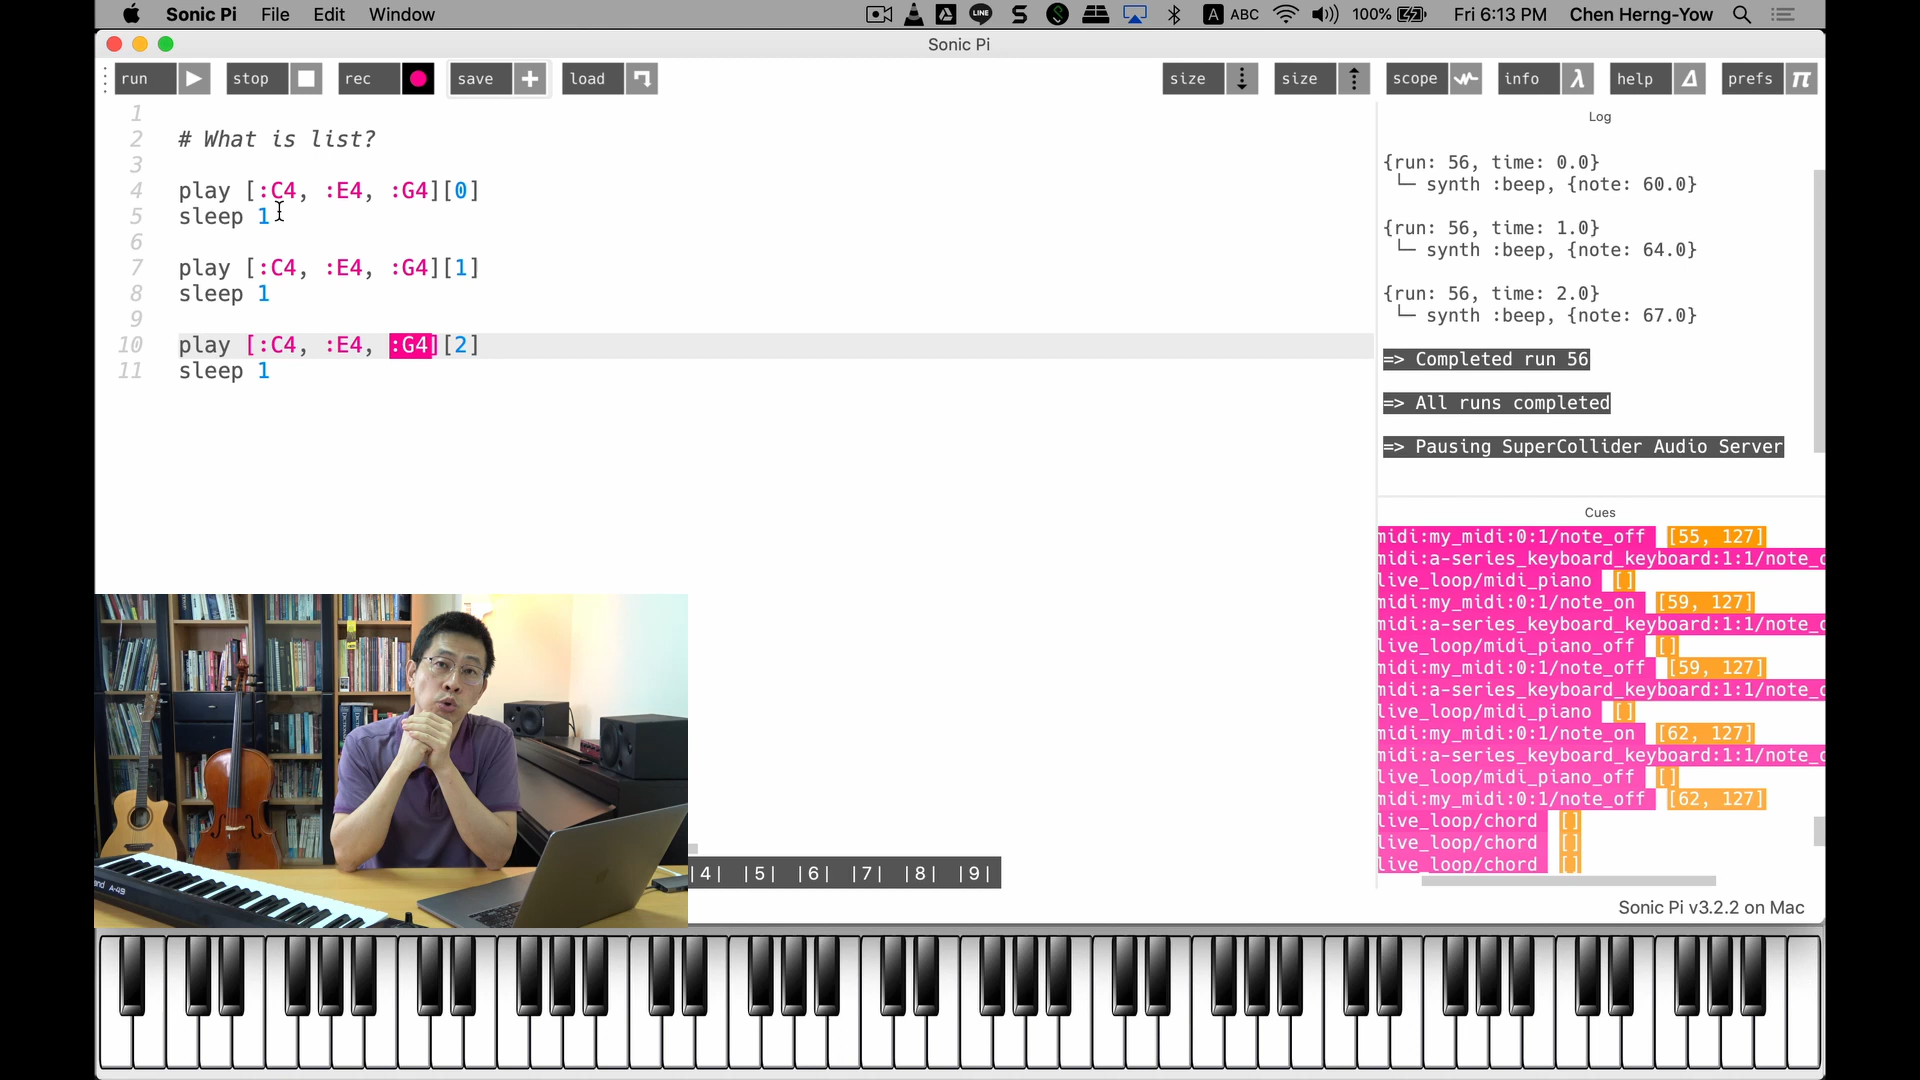 Sonic Pi File Edit Window
LINE A ABC 100% Fri 6:13 PM Chen Herng-Yow
Sonic Pi
run stop rec save load size size scope info help prefs
1
2 # What is list?
3
4 play [:C4, :E4, :G4][0]
5 sleep 1
6
7 play [:C4, :E4, :G4][1]
8 sleep 1
9
10 play [:C4, :E4, :G4][2]
11 sleep 1
Log
{run: 56, time: 0.0}
└─ synth :beep, {note: 60.0}
{run: 56, time: 1.0}
└─ synth :beep, {note: 64.0}
{run: 56, time: 2.0}
└─ synth :beep, {note: 67.0}
=> Completed run 56
=> All runs completed
=> Pausing SuperCollider Audio Server
Cues
midi:my_midi:0:1/note_off [55, 127]
midi:a-series_keyboard_keyboard:1:1/note_o
live_loop/midi_piano []
midi:my_midi:0:1/note_on [59, 127]
midi:a-series_keyboard_keyboard:1:1/note_o
live_loop/midi_piano_off []
midi:my_midi:0:1/note_off [59, 127]
midi:a-series_keyboard_keyboard:1:1/note_o
live_loop/midi_piano []
midi:my_midi:0:1/note_on [62, 127]
midi:a-series_keyboard_keyboard:1:1/note_o
live_loop/midi_piano_off []
midi:my_midi:0:1/note_off [62, 127]
live_loop/chord []
live_loop/chord []
live_loop/chord []
|4| |5| |6| |7| |8| |9|
A-49
Sonic Pi v3.2.2 on Mac